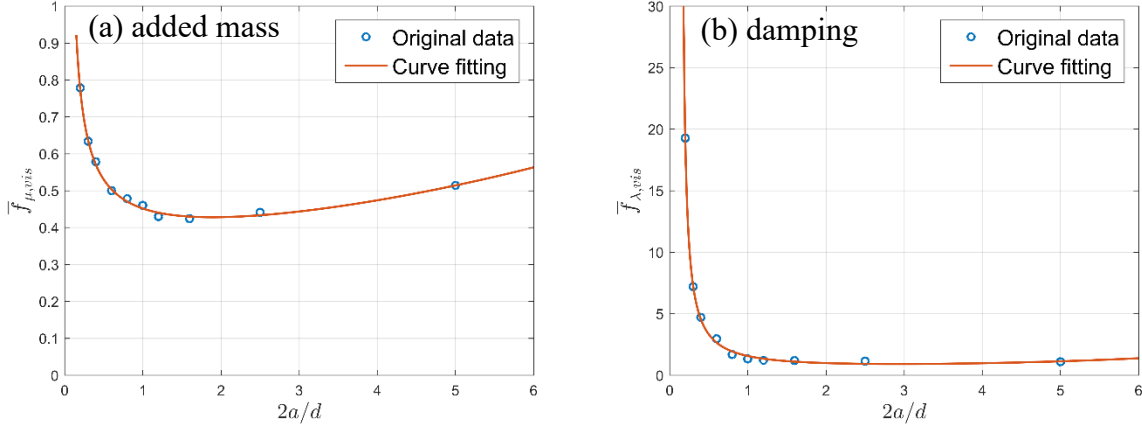 (a) added mass
Original data
Curve fitting
1
0.9
0.8
0.7
0.6
0.5
0.4
0.3
0.2
0.1
0
f̅μ,vis
0 1 2 3 4 5 6
2a/d
(b) damping
Original data
Curve fitting
30
25
20
15
10
5
0
f̅λ,vis
0 1 2 3 4 5 6
2a/d